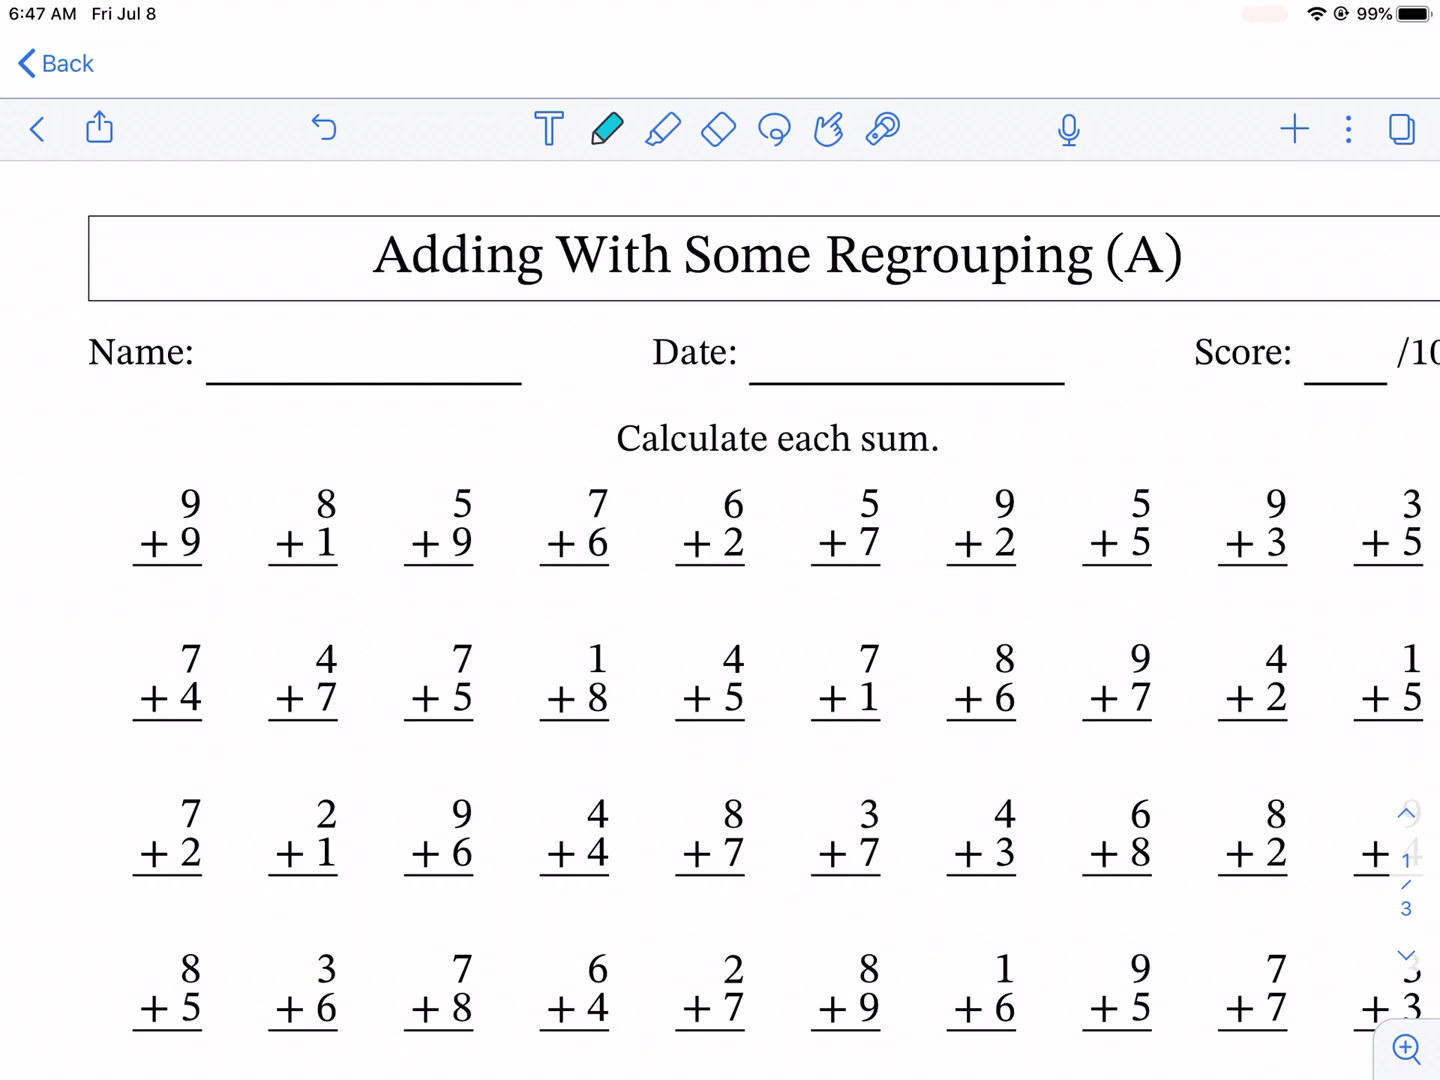 6:47 AM Fri Jul 8 99%
Back
Adding With Some Regrouping (A)
Name: Date: Score: /10
Calculate each sum.
9 8 5 7 6 5 9 5 9 3
+ 9 + 1 + 9 + 6 + 2 + 7 + 2 + 5 + 3 + 5
7 4 7 1 4 7 8 9 4 1
+ 4 + 7 + 5 + 8 + 5 + 1 + 6 + 7 + 2 + 5
7 2 9 4 8 3 4 6 8 9
+ 2 + 1 + 6 + 4 + 7 + 7 + 3 + 8 + 2 + 4
1
/
3
8 3 7 6 2 8 1 9 7 3
+ 5 + 6 + 8 + 4 + 7 + 9 + 6 + 5 + 7 + 3